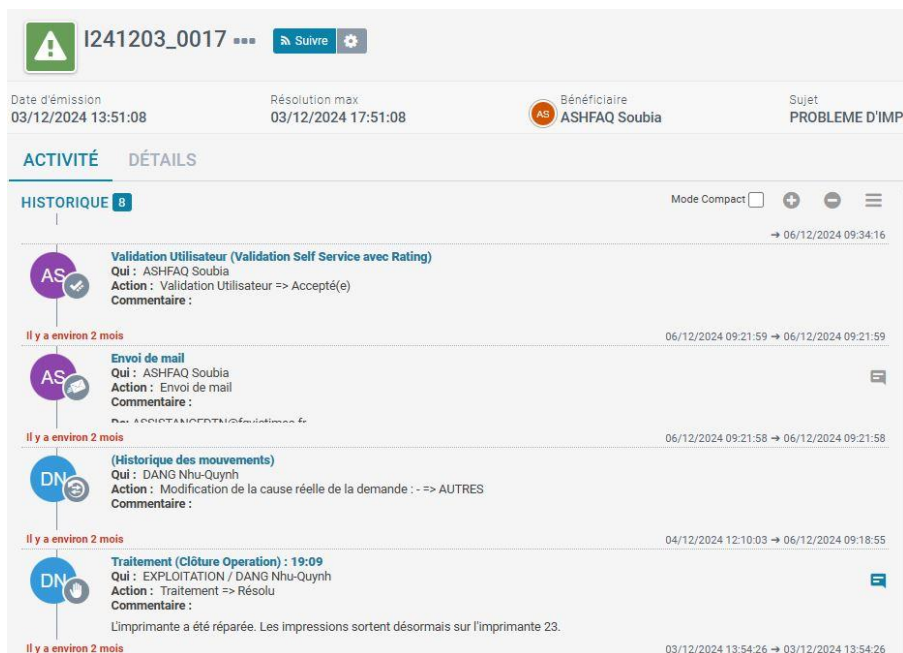 I241203_0017
Suivre
Date d'émission
Résolution max
Bénéficiaire
Sujet
03/12/2024 13:51:08
03/12/2024 17:51:08
AS
ASHFAQ Soubia
PROBLEME D'IMP
ACTIVITÉ
DÉTAILS
HISTORIQUE 8
Mode Compact
→ 06/12/2024 09:34:16
AS
Validation Utilisateur (Validation Self Service avec Rating)
Qui : ASHFAQ Soubia
Action : Validation Utilisateur => Accepté(e)
Commentaire :
Il y a environ 2 mois
06/12/2024 09:21:59 → 06/12/2024 09:21:59
AS
Envoi de mail
Qui : ASHFAQ Soubia
Action : Envoi de mail
Commentaire :
Il y a environ 2 mois
06/12/2024 09:21:58 → 06/12/2024 09:21:58
DN
(Historique des mouvements)
Qui : DANG Nhu-Quynh
Action : Modification de la cause réelle de la demande : - => AUTRES
Commentaire :
Il y a environ 2 mois
04/12/2024 12:10:03 → 06/12/2024 09:18:55
DN
Traitement (Clôture Operation) : 19:09
Qui : EXPLOITATION / DANG Nhu-Quynh
Action : Traitement => Résolu
Commentaire :
L'imprimante a été réparée. Les impressions sortent désormais sur l'imprimante 23.
Il y a environ 2 mois
03/12/2024 13:54:26 → 03/12/2024 13:54:26